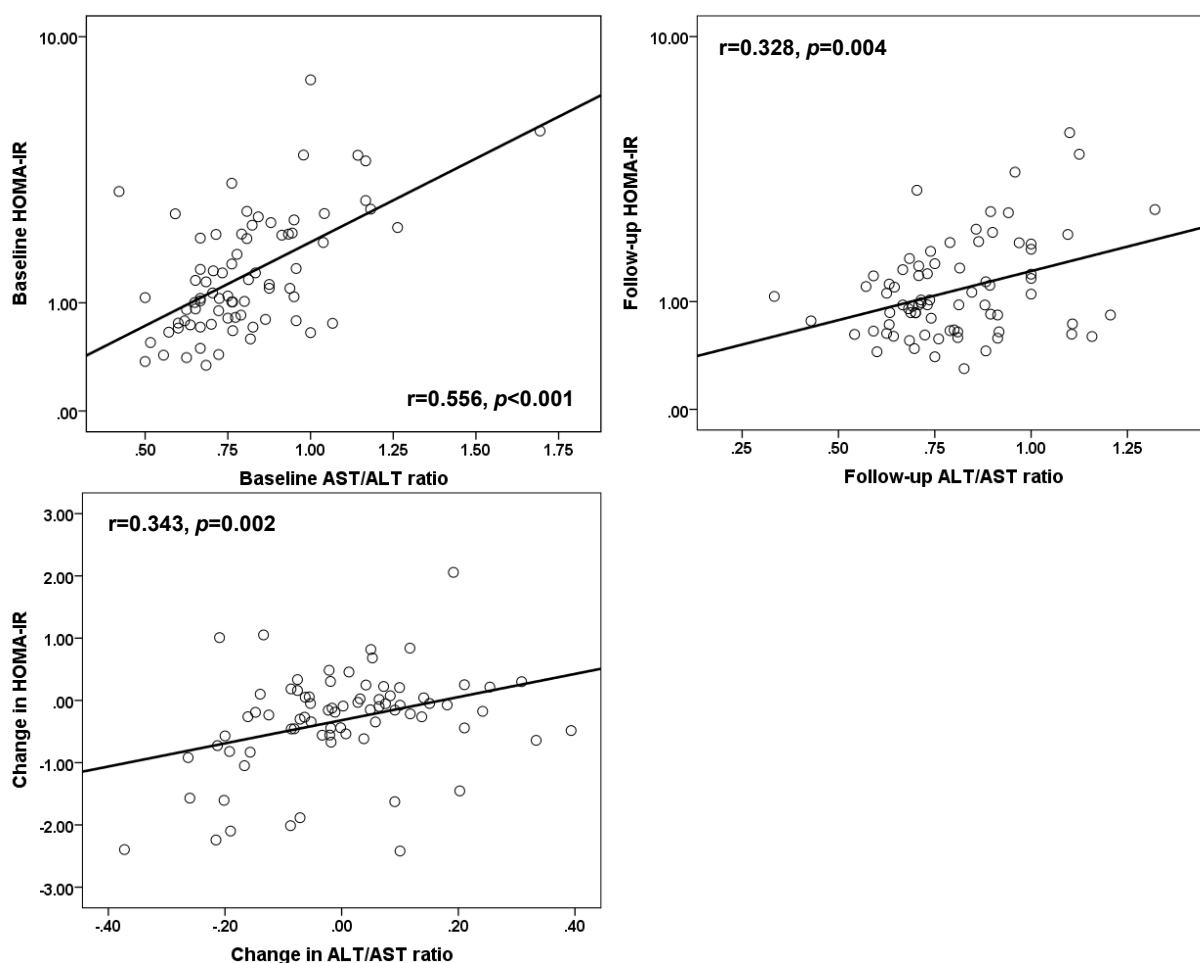 10.00
1.00
.00
Baseline HOMA-IR
r=0.556, p<0.001
.50 .75 1.00 1.25 1.50 1.75
Baseline AST/ALT ratio
10.00
1.00
.00
Follow-up HOMA-IR
r=0.328, p=0.004
.25 .50 .75 1.00 1.25
Follow-up ALT/AST ratio
3.00
2.00
1.00
.00
-1.00
-2.00
-3.00
Change in HOMA-IR
r=0.343, p=0.002
-.40 -.20 .00 .20 .40
Change in ALT/AST ratio